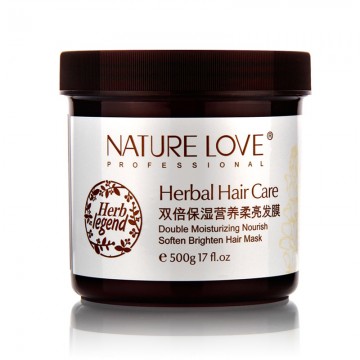 NATURE LOVE®
PROFESSIONAL
Herb
legend
Herbal Hair Care
双倍保湿营养柔亮发膜
Double Moisturizing Nourish
Soften Brighten Hair Mask
℮ 500g 17 fl.oz